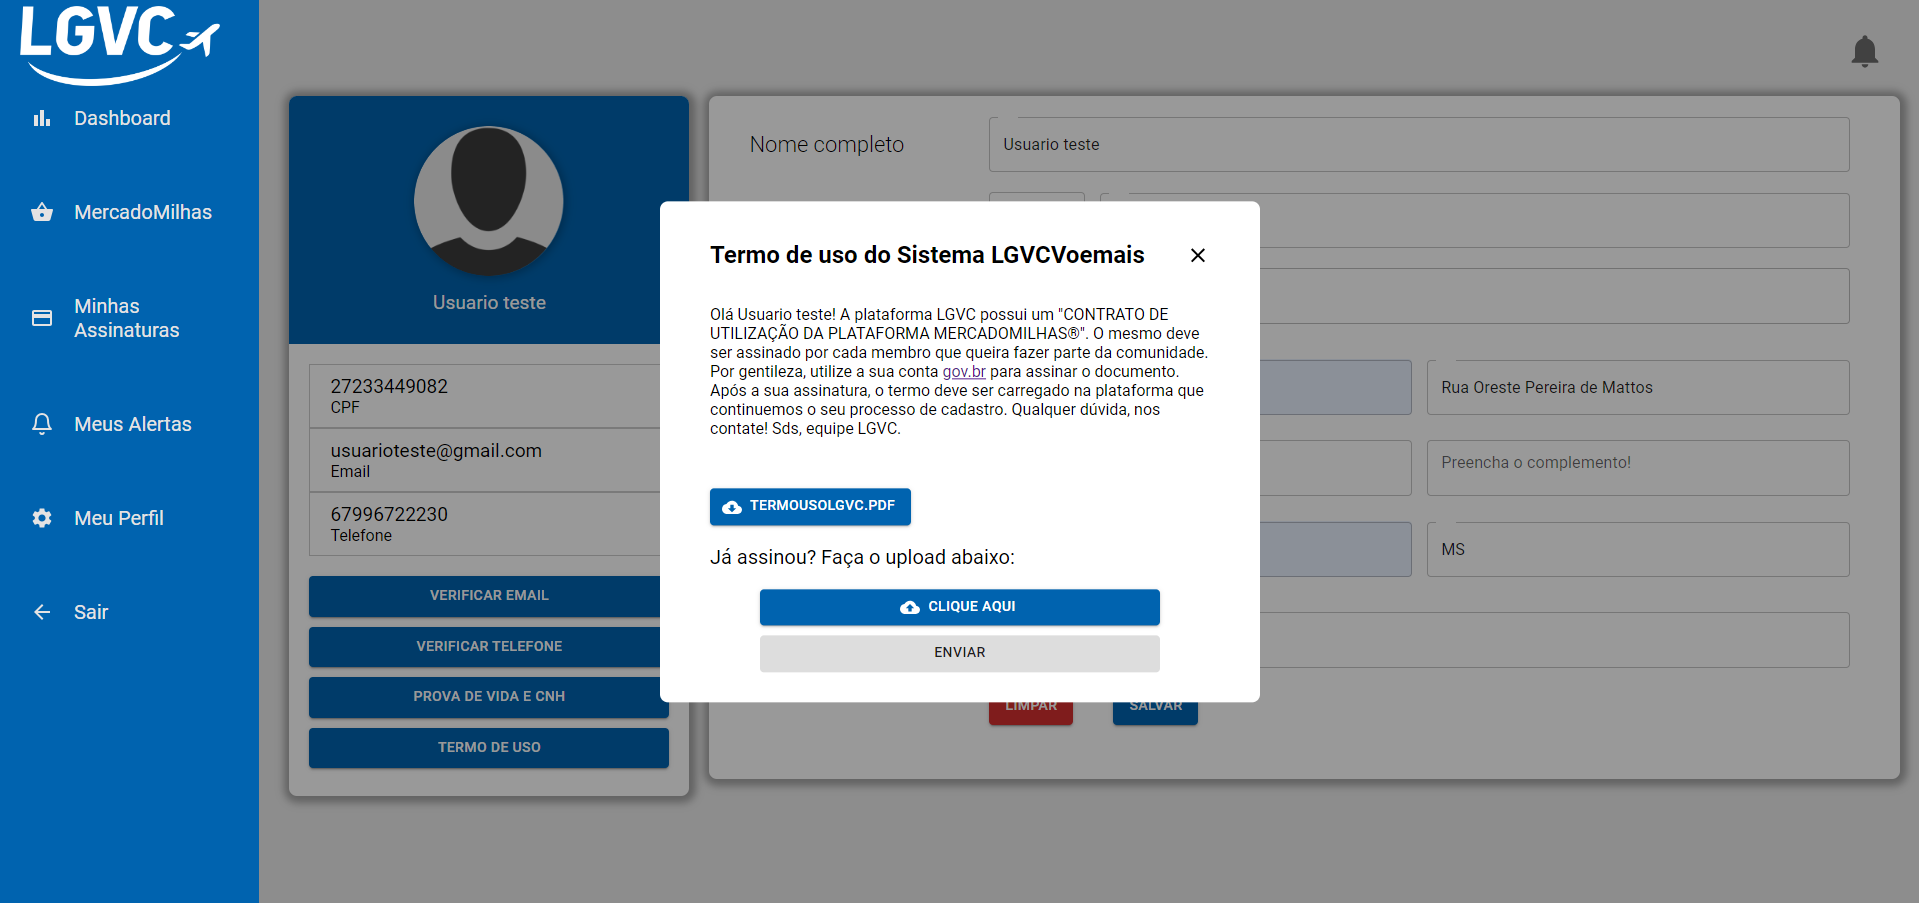 LGVC
Dashboard
MercadoMilhas
Minhas
Assinaturas
Meus Alertas
Meu Perfil
Sair
Usuario teste
27233449082
CPF
usuarioteste@gmail.com
Email
67996722230
Telefone
VERIFICAR EMAIL
VERIFICAR TELEFONE
PROVA DE VIDA E CNH
TERMO DE USO
Nome completo
Usuario teste
Rua Oreste Pereira de Mattos
Preencha o complemento!
MS
LIMPAR
SALVAR
Termo de uso do Sistema LGVCVoemais
Olá Usuario teste! A plataforma LGVC possui um "CONTRATO DE
UTILIZAÇÃO DA PLATAFORMA MERCADOMILHAS®". O mesmo deve
ser assinado por cada membro que queira fazer parte da comunidade.
Por gentileza, utilize a sua conta gov.br para assinar o documento.
Após a sua assinatura, o termo deve ser carregado na plataforma que
continuemos o seu processo de cadastro. Qualquer dúvida, nos
contate! Sds, equipe LGVC.
TERMOUSOLGVC.PDF
Já assinou? Faça o upload abaixo:
CLIQUE AQUI
ENVIAR